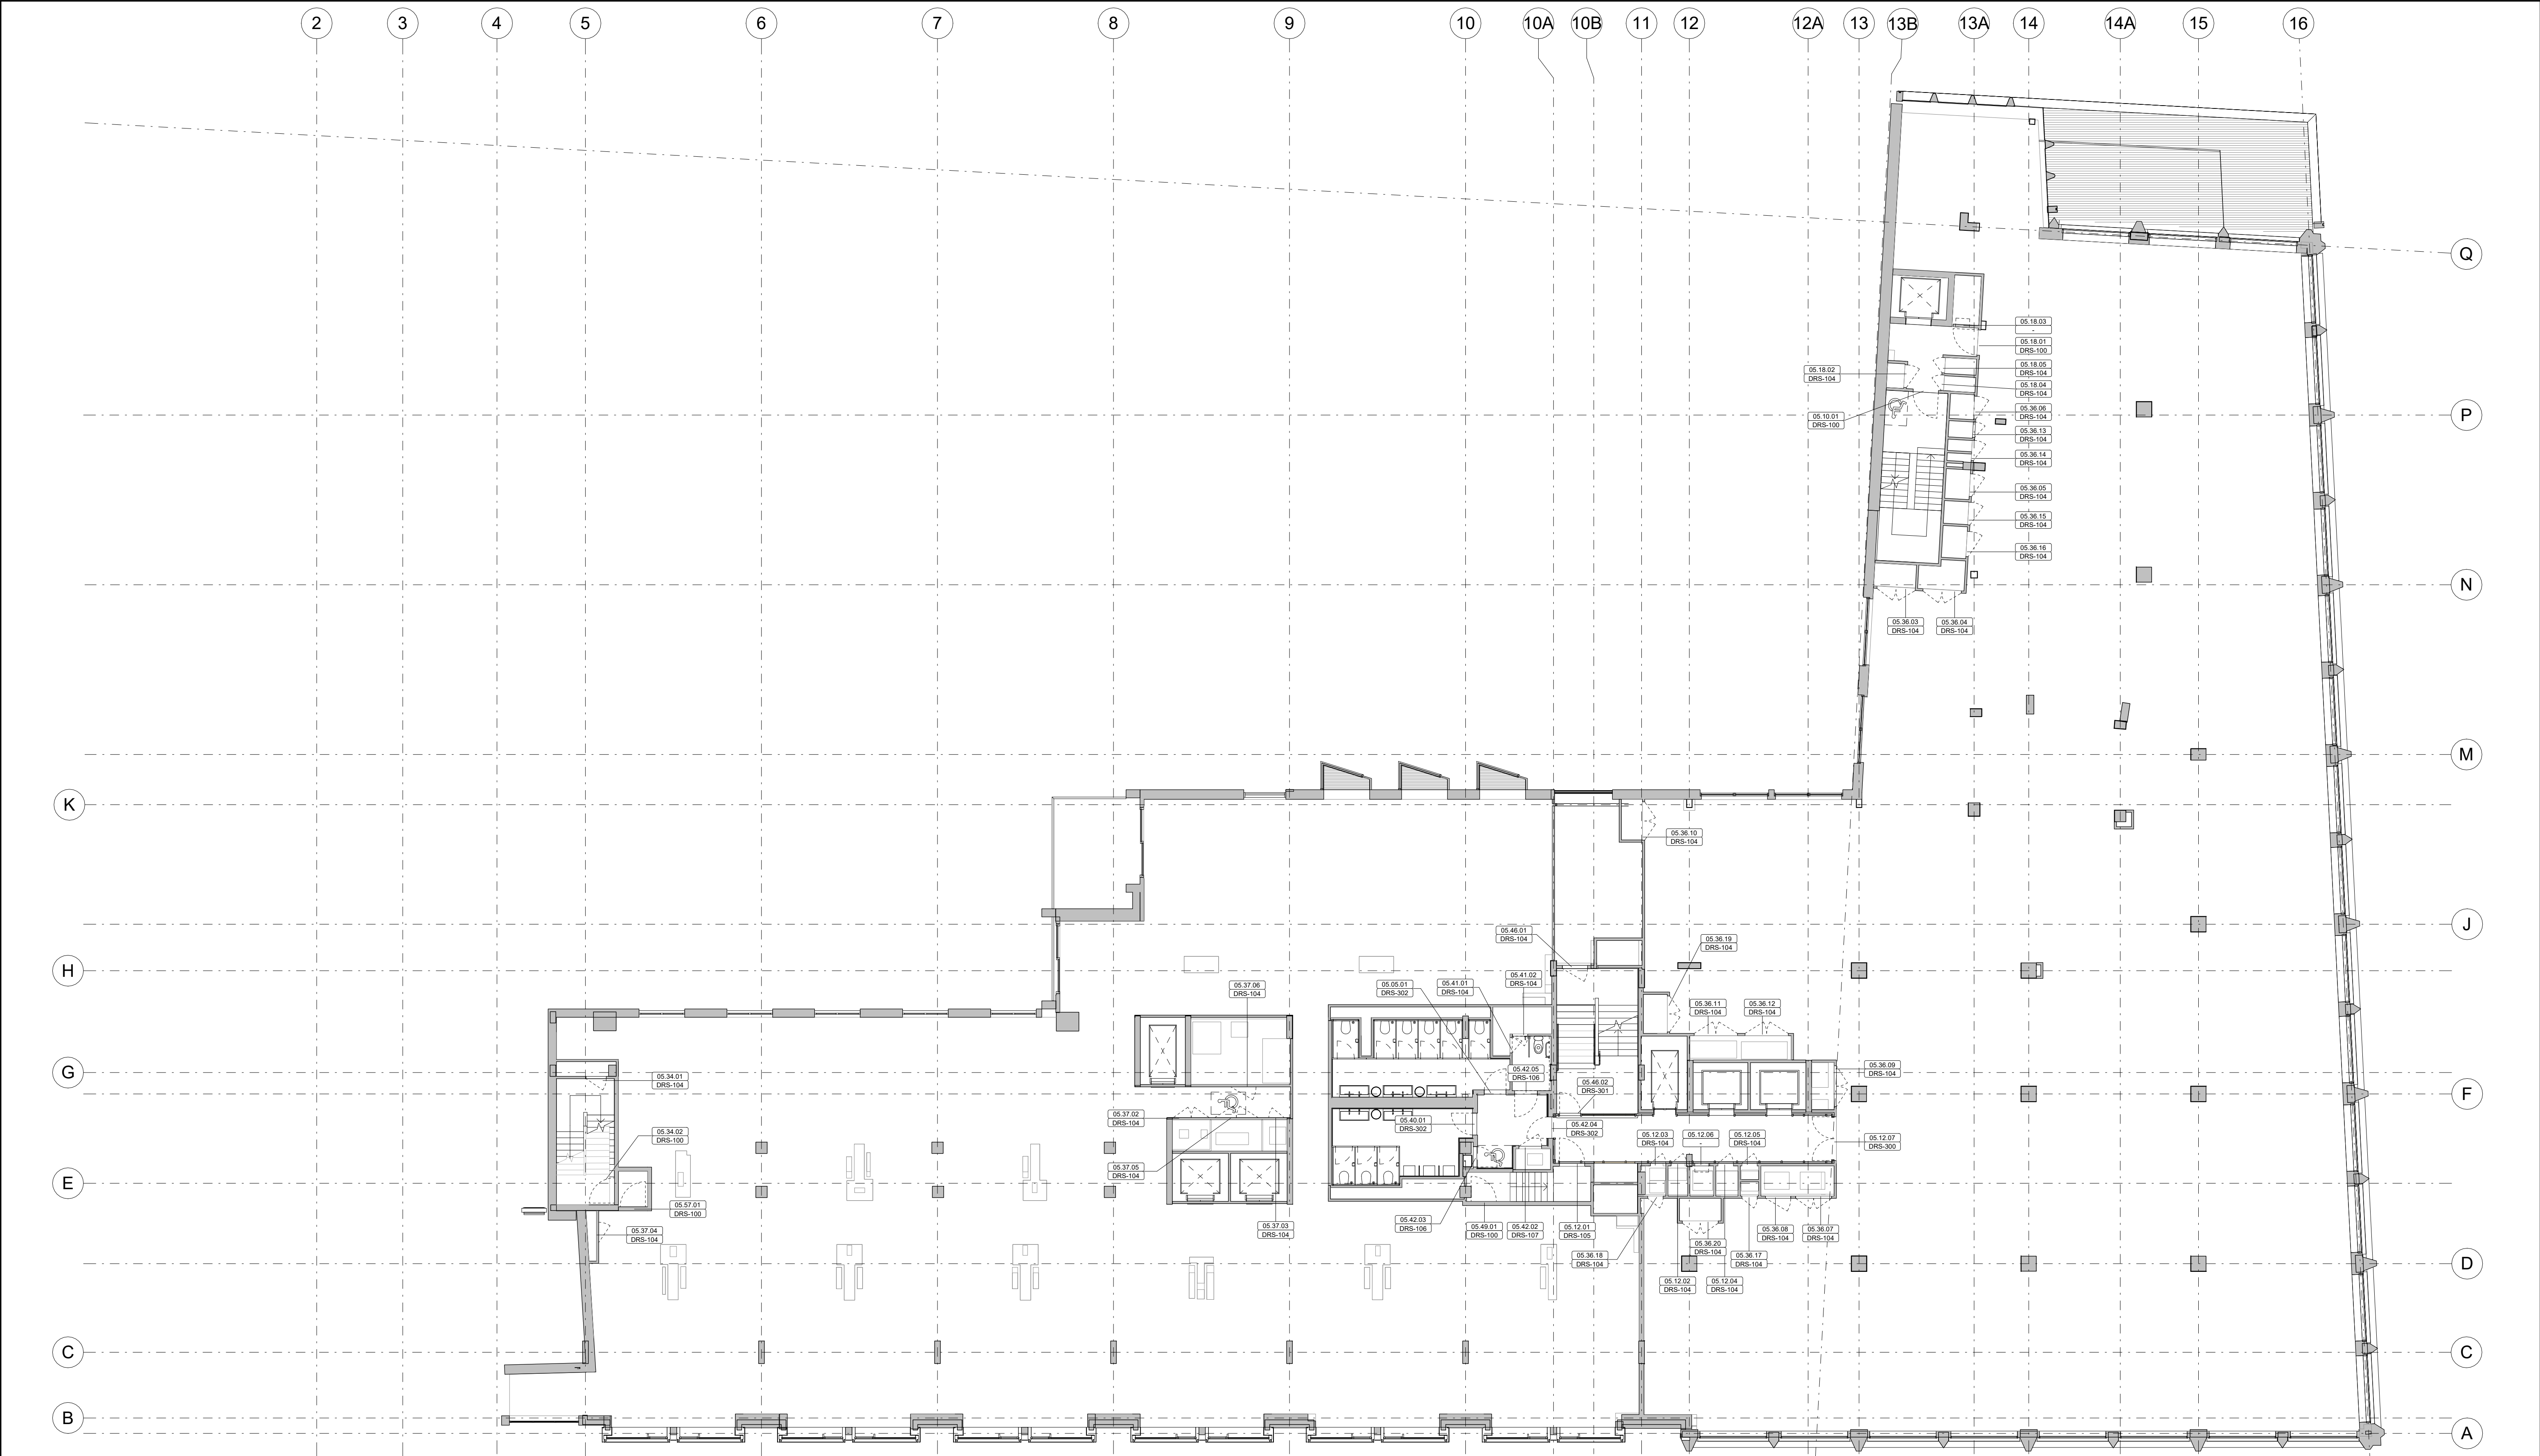 2 3 4 5 6 7 8 9 10 10A 10B 11 12 12A 13 13B 13A 14 14A 15 16
Q
05.18.03
-
05.18.01
DRS-100
05.18.02
DRS-104
05.18.05
DRS-104
05.18.04
DRS-104
05.10.01
DRS-100
05.36.06
DRS-104
P
05.36.13
DRS-104
05.36.14
DRS-104
05.36.05
DRS-104
05.36.15
DRS-104
05.36.16
DRS-104
N
05.36.03
DRS-104
05.36.04
DRS-104
M
K
05.36.10
DRS-104
J
05.46.01
DRS-104
05.36.19
DRS-104
H
05.37.06
DRS-104
05.05.01
DRS-302
05.41.01
DRS-104
05.41.02
DRS-104
05.36.11
DRS-104
05.36.12
DRS-104
G
05.34.01
DRS-104
05.42.05
DRS-106
05.46.02
DRS-301
05.36.09
DRS-104
F
05.37.02
DRS-104
05.40.01
DRS-302
05.42.04
DRS-302
05.34.02
DRS-100
05.12.03
DRS-104
05.12.06
-
05.12.05
DRS-104
05.12.07
DRS-300
05.37.05
DRS-104
E
E
05.57.01
DRS-100
05.37.04
DRS-104
05.37.03
DRS-104
05.42.03
DRS-106
05.49.01
DRS-100
05.42.02
DRS-107
05.12.01
DRS-105
05.36.08
DRS-104
05.36.07
DRS-104
05.36.18
DRS-104
05.36.20
DRS-104
05.36.17
DRS-104
05.12.02
DRS-104
05.12.04
DRS-104
D
C
C
B
A